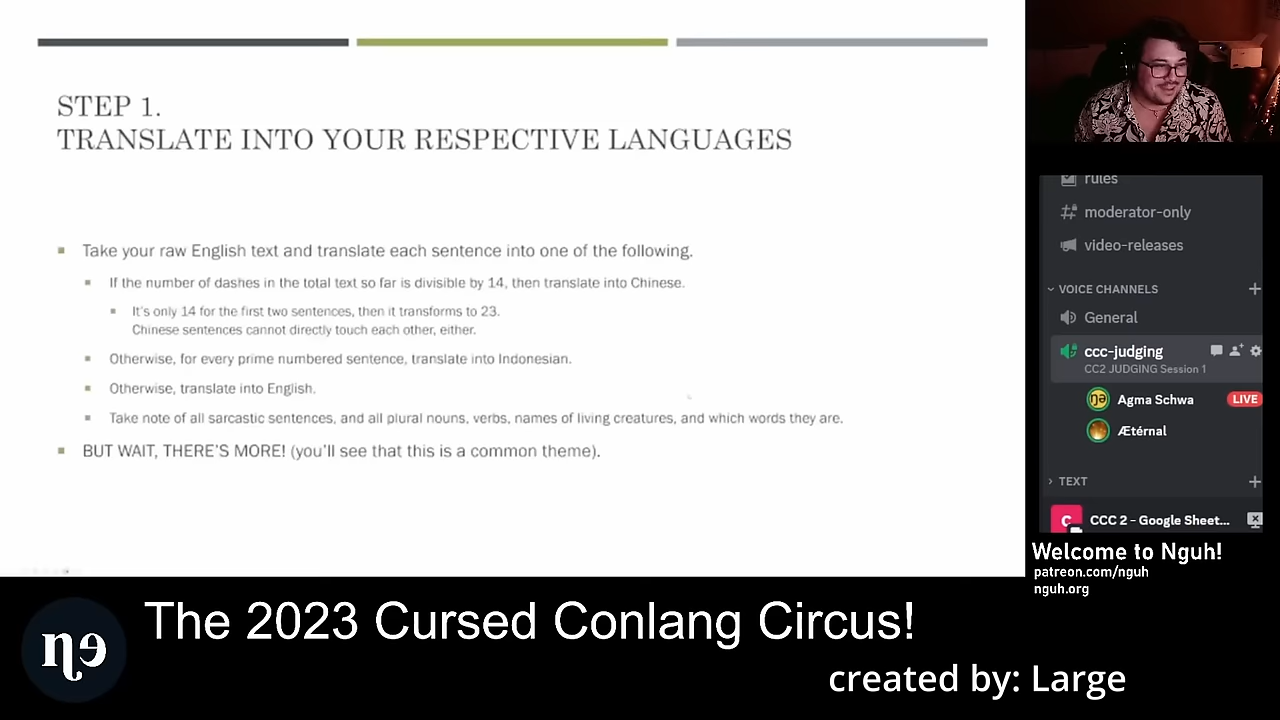 STEP 1.
TRANSLATE INTO YOUR RESPECTIVE LANGUAGES
Take your raw English text and translate each sentence into one of the following.
If the number of dashes in the total text so far is divisible by 14, then translate into Chinese.
It's only 14 for the first two sentences, then it transforms to 23.
Chinese sentences cannot directly touch each other, either.
Otherwise, for every prime numbered sentence, translate into Indonesian.
Otherwise, translate into English.
Take note of all sarcastic sentences, and all plural nouns, verbs, names of living creatures, and which words they are.
BUT WAIT, THERE'S MORE! (you'll see that this is a common theme).
rules
moderator-only
video-releases
VOICE CHANNELS
General
ccc-judging
CC2 JUDGING Session 1
Agma Schwa
LIVE
Ætérnal
TEXT
C
CCC 2 – Google Sheet...
Welcome to Nguh!
patreon.com/nguh
nguh.org
ŋɘ
The 2023 Cursed Conlang Circus!
created by: Large